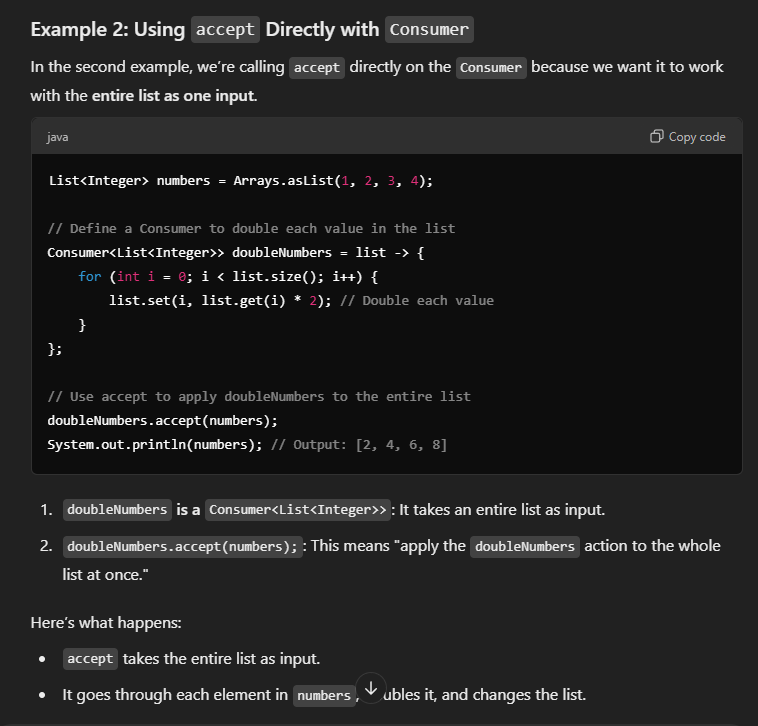 Example 2: Using accept Directly with Consumer
In the second example, we're calling accept directly on the Consumer because we want it to work
with the entire list as one input.
java Copy code
List<Integer> numbers = Arrays.asList(1, 2, 3, 4);
// Define a Consumer to double each value in the list
Consumer<List<Integer>> doubleNumbers = list -> {
    for (int i = 0; i < list.size(); i++) {
        list.set(i, list.get(i) * 2); // Double each value
    }
};
// Use accept to apply doubleNumbers to the entire list
doubleNumbers.accept(numbers);
System.out.println(numbers); // Output: [2, 4, 6, 8]
1. doubleNumbers is a Consumer<List<Integer>>: It takes an entire list as input.
2. doubleNumbers.accept(numbers);: This means "apply the doubleNumbers action to the whole
list at once."
Here's what happens:
• accept takes the entire list as input.
• It goes through each element in numbers, ubles it, and changes the list.